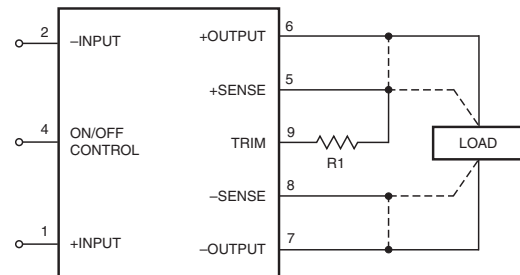 2 –INPUT +OUTPUT 6
+SENSE 5
4 ON/OFF
CONTROL
TRIM 9
R1
LOAD
–SENSE 8
1 +INPUT –OUTPUT 7